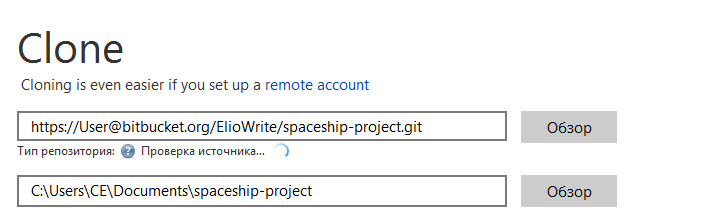 Clone
Cloning is even easier if you set up a remote account
https://User@bitbucket.org/ElioWrite/spaceship-project.git Обзор
Тип репозитория: ? Проверка источника...
C:\Users\CE\Documents\spaceship-project Обзор